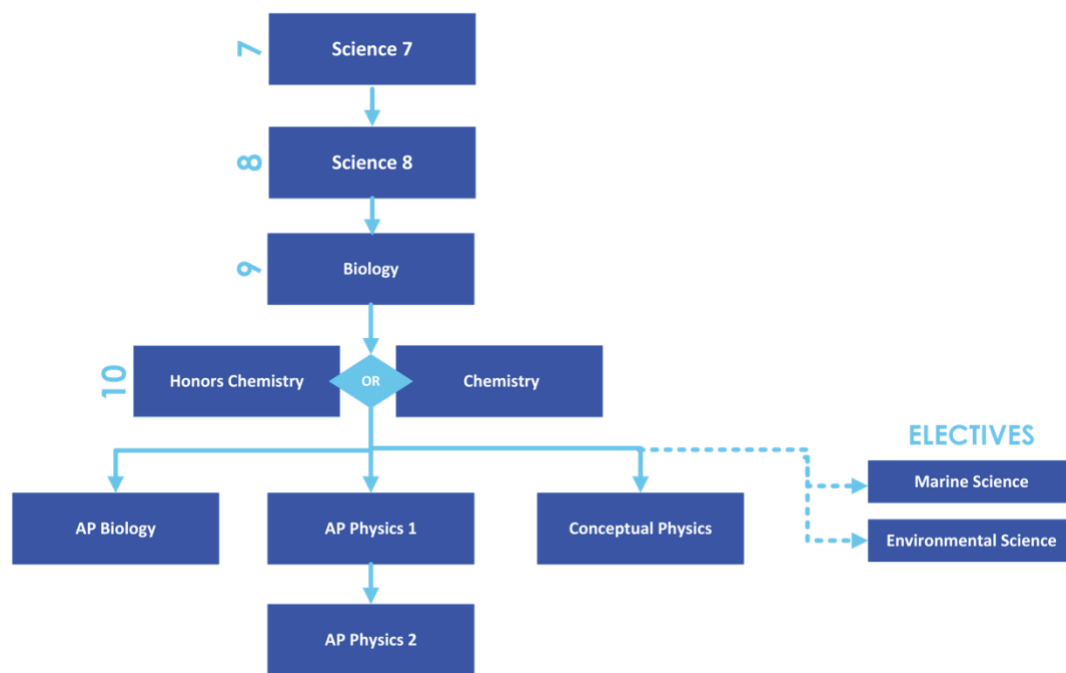 7
Science 7
8
Science 8
9
Biology
10
Honors Chemistry
OR
Chemistry
ELECTIVES
Marine Science
Environmental Science
AP Biology
AP Physics 1
Conceptual Physics
AP Physics 2